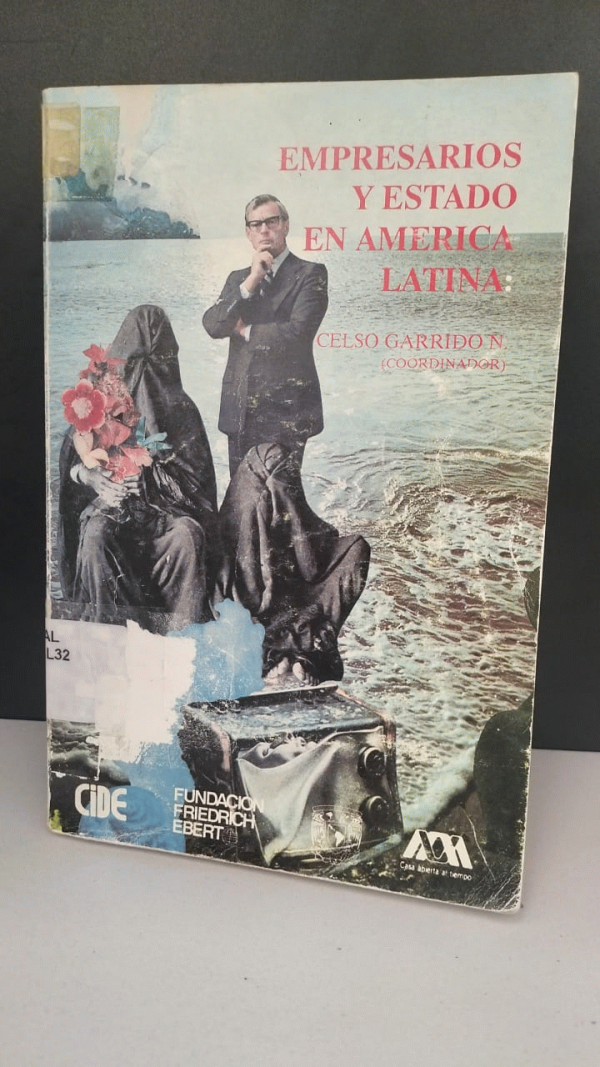 EMPRESARIOS
Y ESTADO
EN AMERICA
LATINA:
CELSO GARRIDO N.
(COORDINADOR)
AL
L32
CIDE
FUNDACION
FRIEDRICH
EBERT
Casa abierta al tiempo